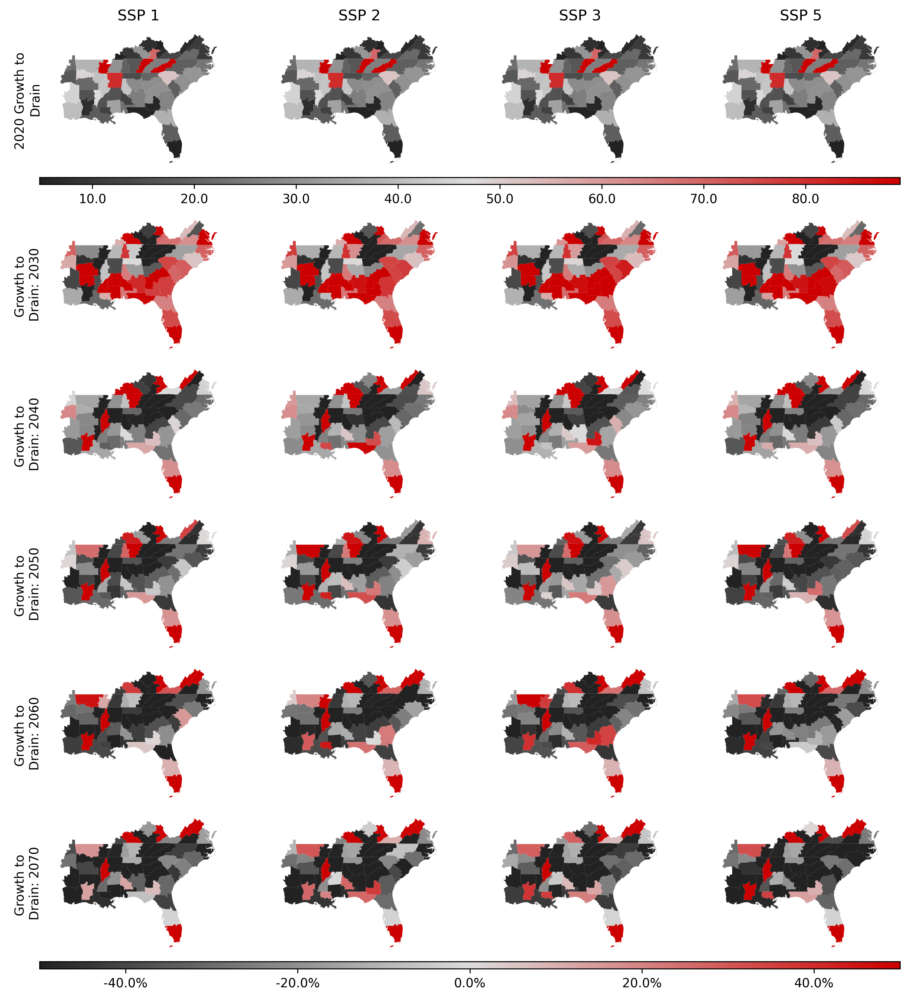 SSP 1
SSP 2
SSP 3
SSP 5
2020 Growth to
Drain
10.0
20.0
30.0
40.0
50.0
60.0
70.0
80.0
Growth to
Drain: 2030
Growth to
Drain: 2040
Growth to
Drain: 2050
Growth to
Drain: 2060
Growth to
Drain: 2070
-40.0%
-20.0%
0.0%
20.0%
40.0%